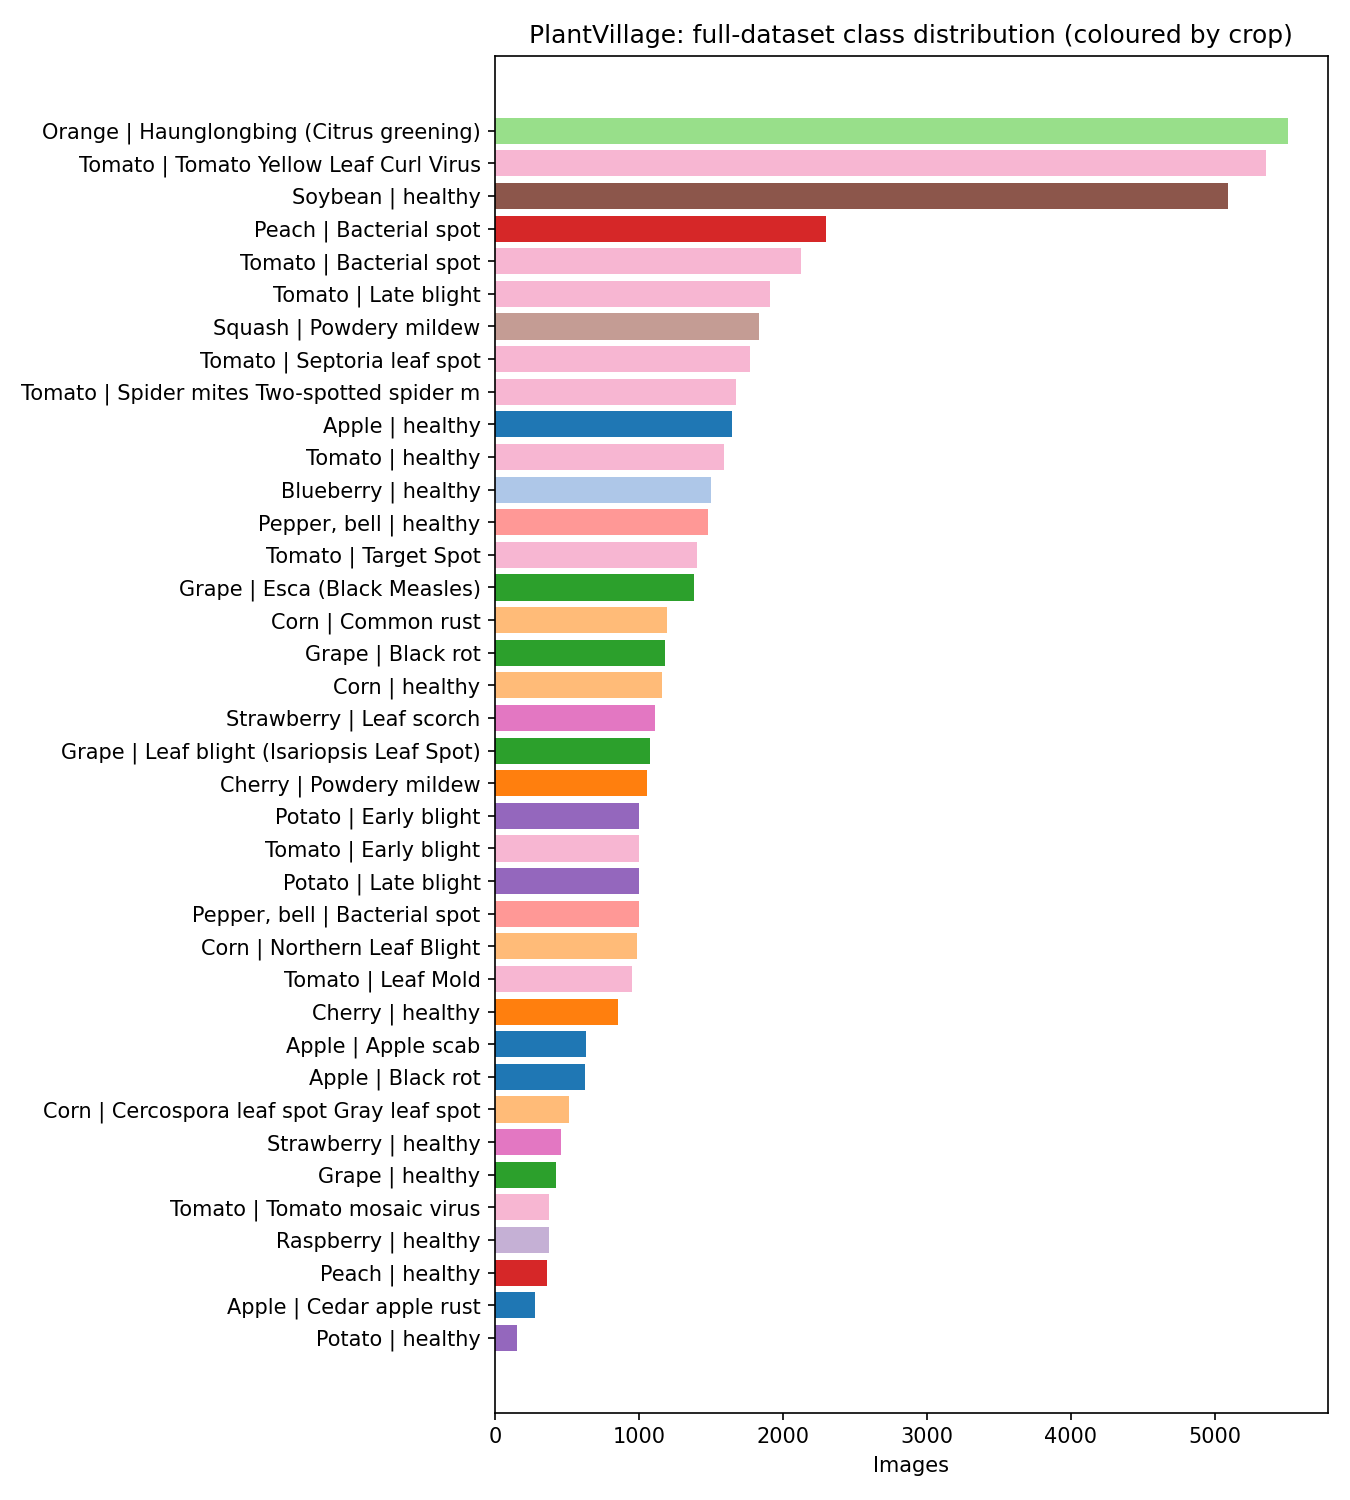 PlantVillage: full-dataset class distribution (coloured by crop)
Orange | Haunglongbing (Citrus greening)
Tomato | Tomato Yellow Leaf Curl Virus
Soybean | healthy
Peach | Bacterial spot
Tomato | Bacterial spot
Tomato | Late blight
Squash | Powdery mildew
Tomato | Septoria leaf spot
Tomato | Spider mites Two-spotted spider m
Apple | healthy
Tomato | healthy
Blueberry | healthy
Pepper, bell | healthy
Tomato | Target Spot
Grape | Esca (Black Measles)
Corn | Common rust
Grape | Black rot
Corn | healthy
Strawberry | Leaf scorch
Grape | Leaf blight (Isariopsis Leaf Spot)
Cherry | Powdery mildew
Potato | Early blight
Tomato | Early blight
Potato | Late blight
Pepper, bell | Bacterial spot
Corn | Northern Leaf Blight
Tomato | Leaf Mold
Cherry | healthy
Apple | Apple scab
Apple | Black rot
Corn | Cercospora leaf spot Gray leaf spot
Strawberry | healthy
Grape | healthy
Tomato | Tomato mosaic virus
Raspberry | healthy
Peach | healthy
Apple | Cedar apple rust
Potato | healthy
0 1000 2000 3000 4000 5000
Images